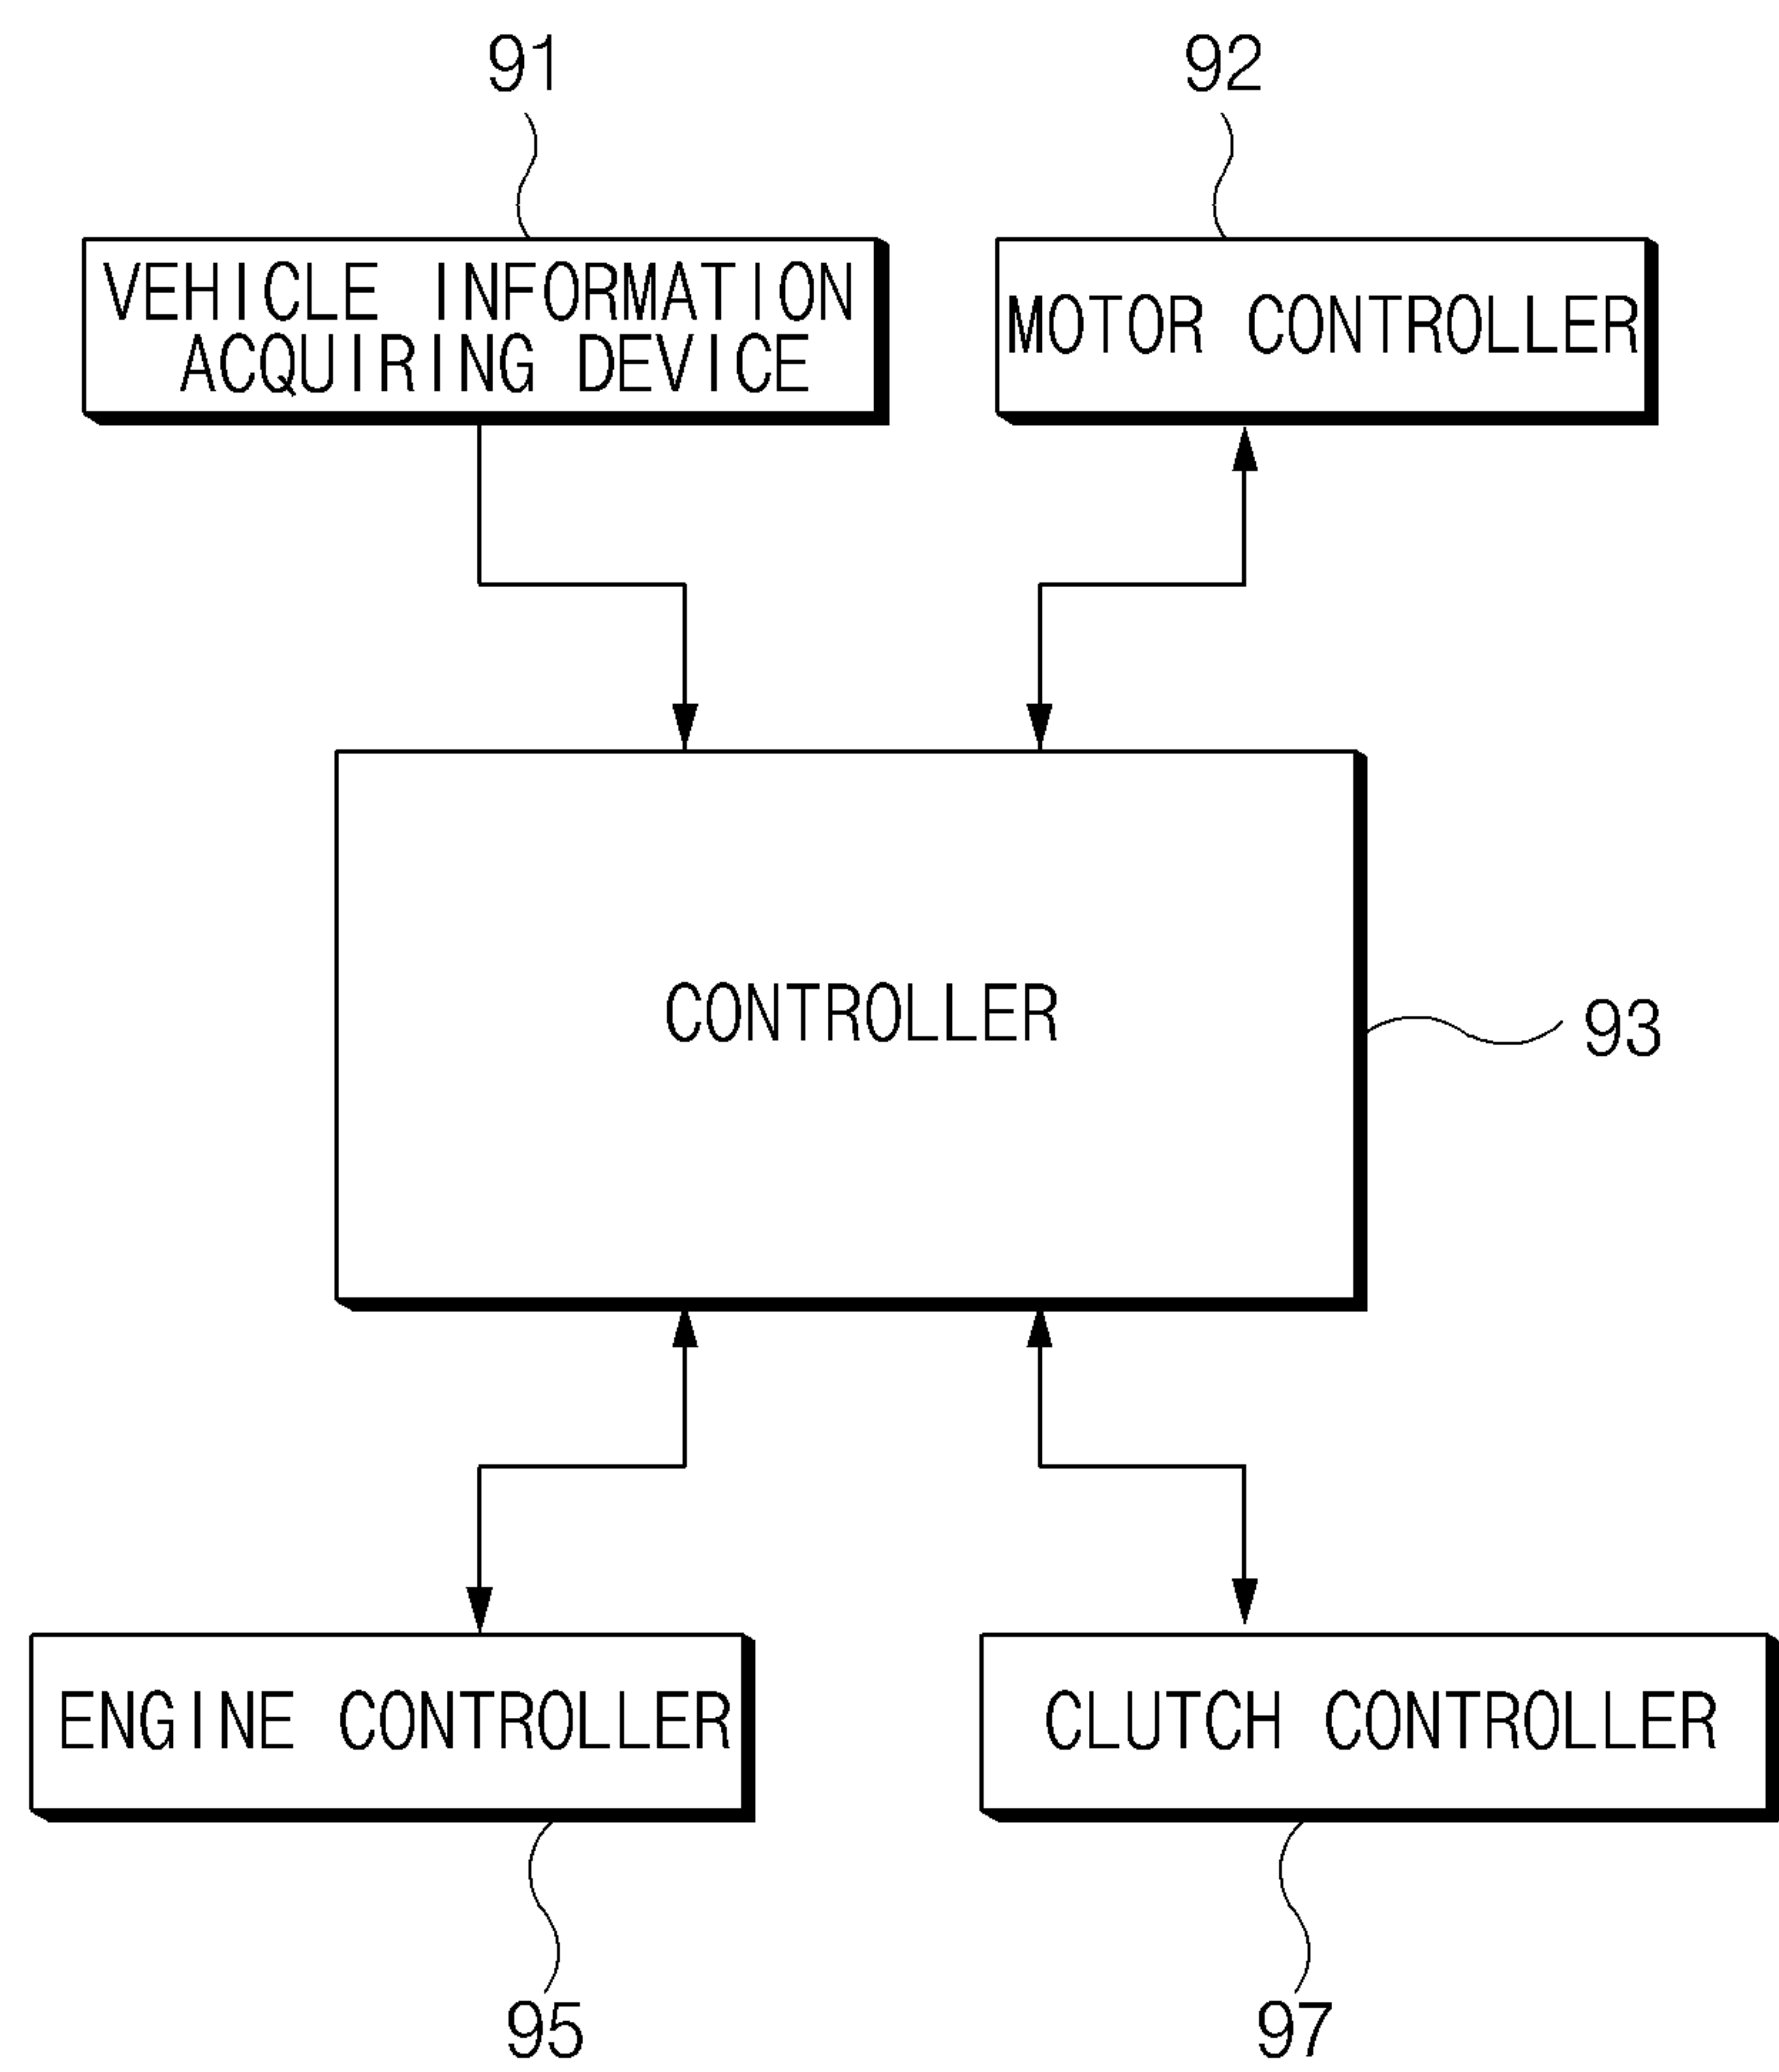 91
92
VEHICLE INFORMATION
ACQUIRING DEVICE
MOTOR CONTROLLER
CONTROLLER
93
ENGINE CONTROLLER
CLUTCH CONTROLLER
95
97